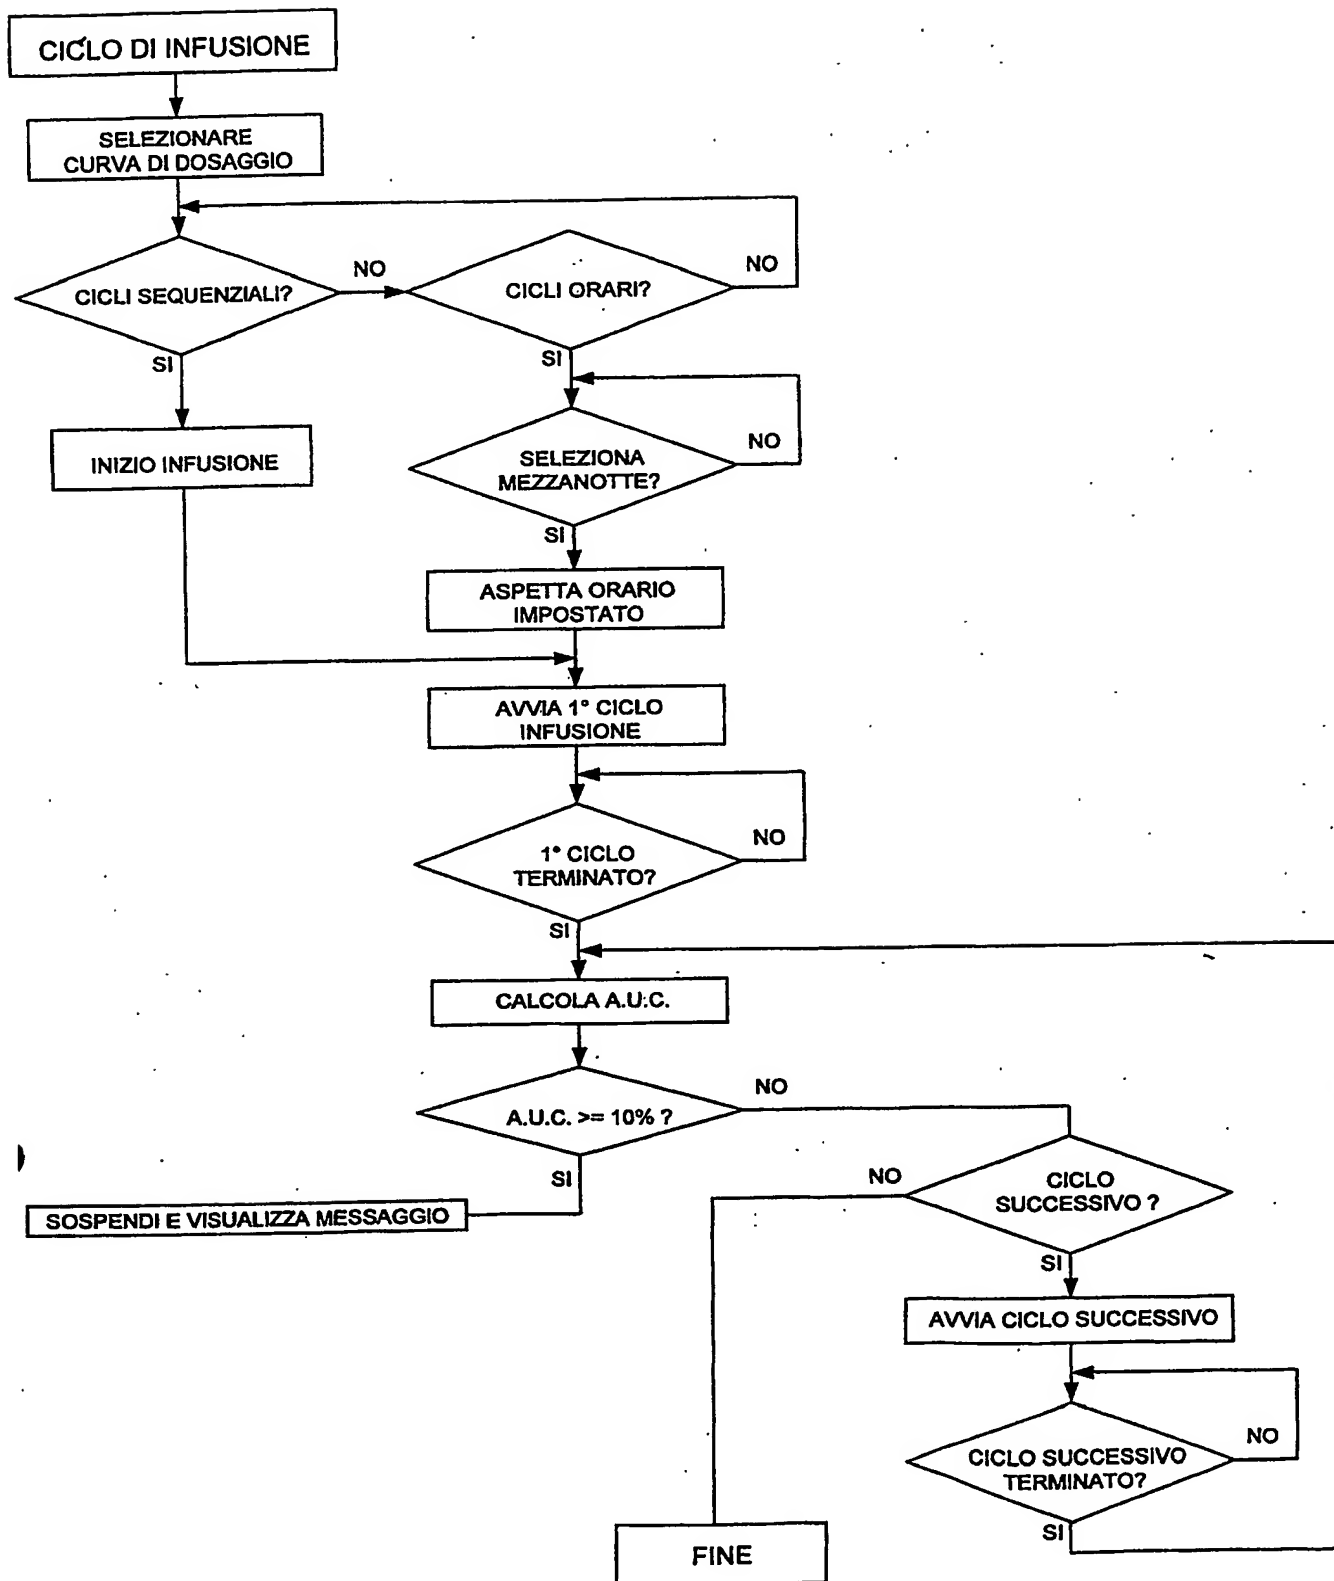 CICLO DI INFUSIONE
SELEZIONARE
CURVA DI DOSAGGIO
CICLI SEQUENZIALI?
NO
CICLI ORARI?
NO
SI
SI
INIZIO INFUSIONE
SELEZIONA
MEZZANOTTE?
NO
SI
ASPETTA ORARIO
IMPOSTATO
AVVIA 1° CICLO
INFUSIONE
1° CICLO
TERMINATO?
NO
SI
CALCOLA A.U.C.
A.U.C. >= 10% ?
NO
SI
SOSPENDI E VISUALIZZA MESSAGGIO
CICLO
SUCCESSIVO ?
NO
SI
AVVIA CICLO SUCCESSIVO
CICLO SUCCESSIVO
TERMINATO?
NO
SI
FINE